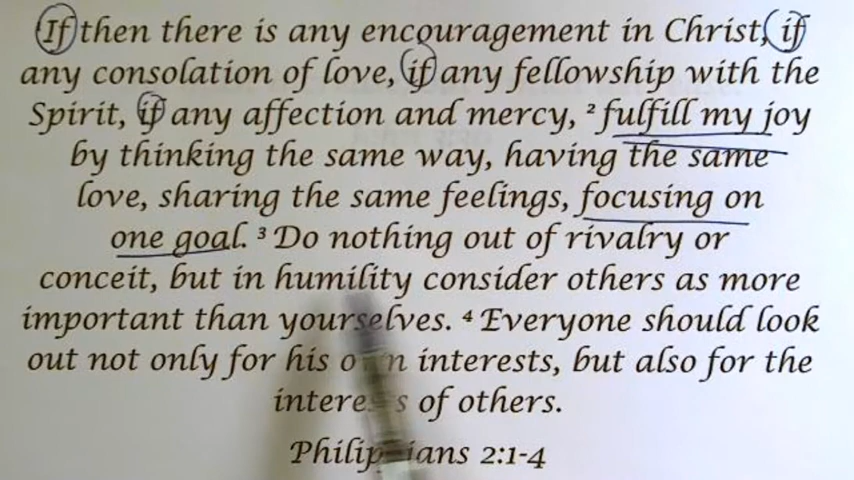 If then there is any encouragement in Christ, if
any consolation of love, if any fellowship with the
Spirit, if any affection and mercy, ² fulfill my joy
by thinking the same way, having the same
love, sharing the same feelings, focusing on
one goal. ³ Do nothing out of rivalry or
conceit, but in humility consider others as more
important than yourselves. ⁴ Everyone should look
out not only for his own interests, but also for the
interests of others.
Philippians 2:1-4